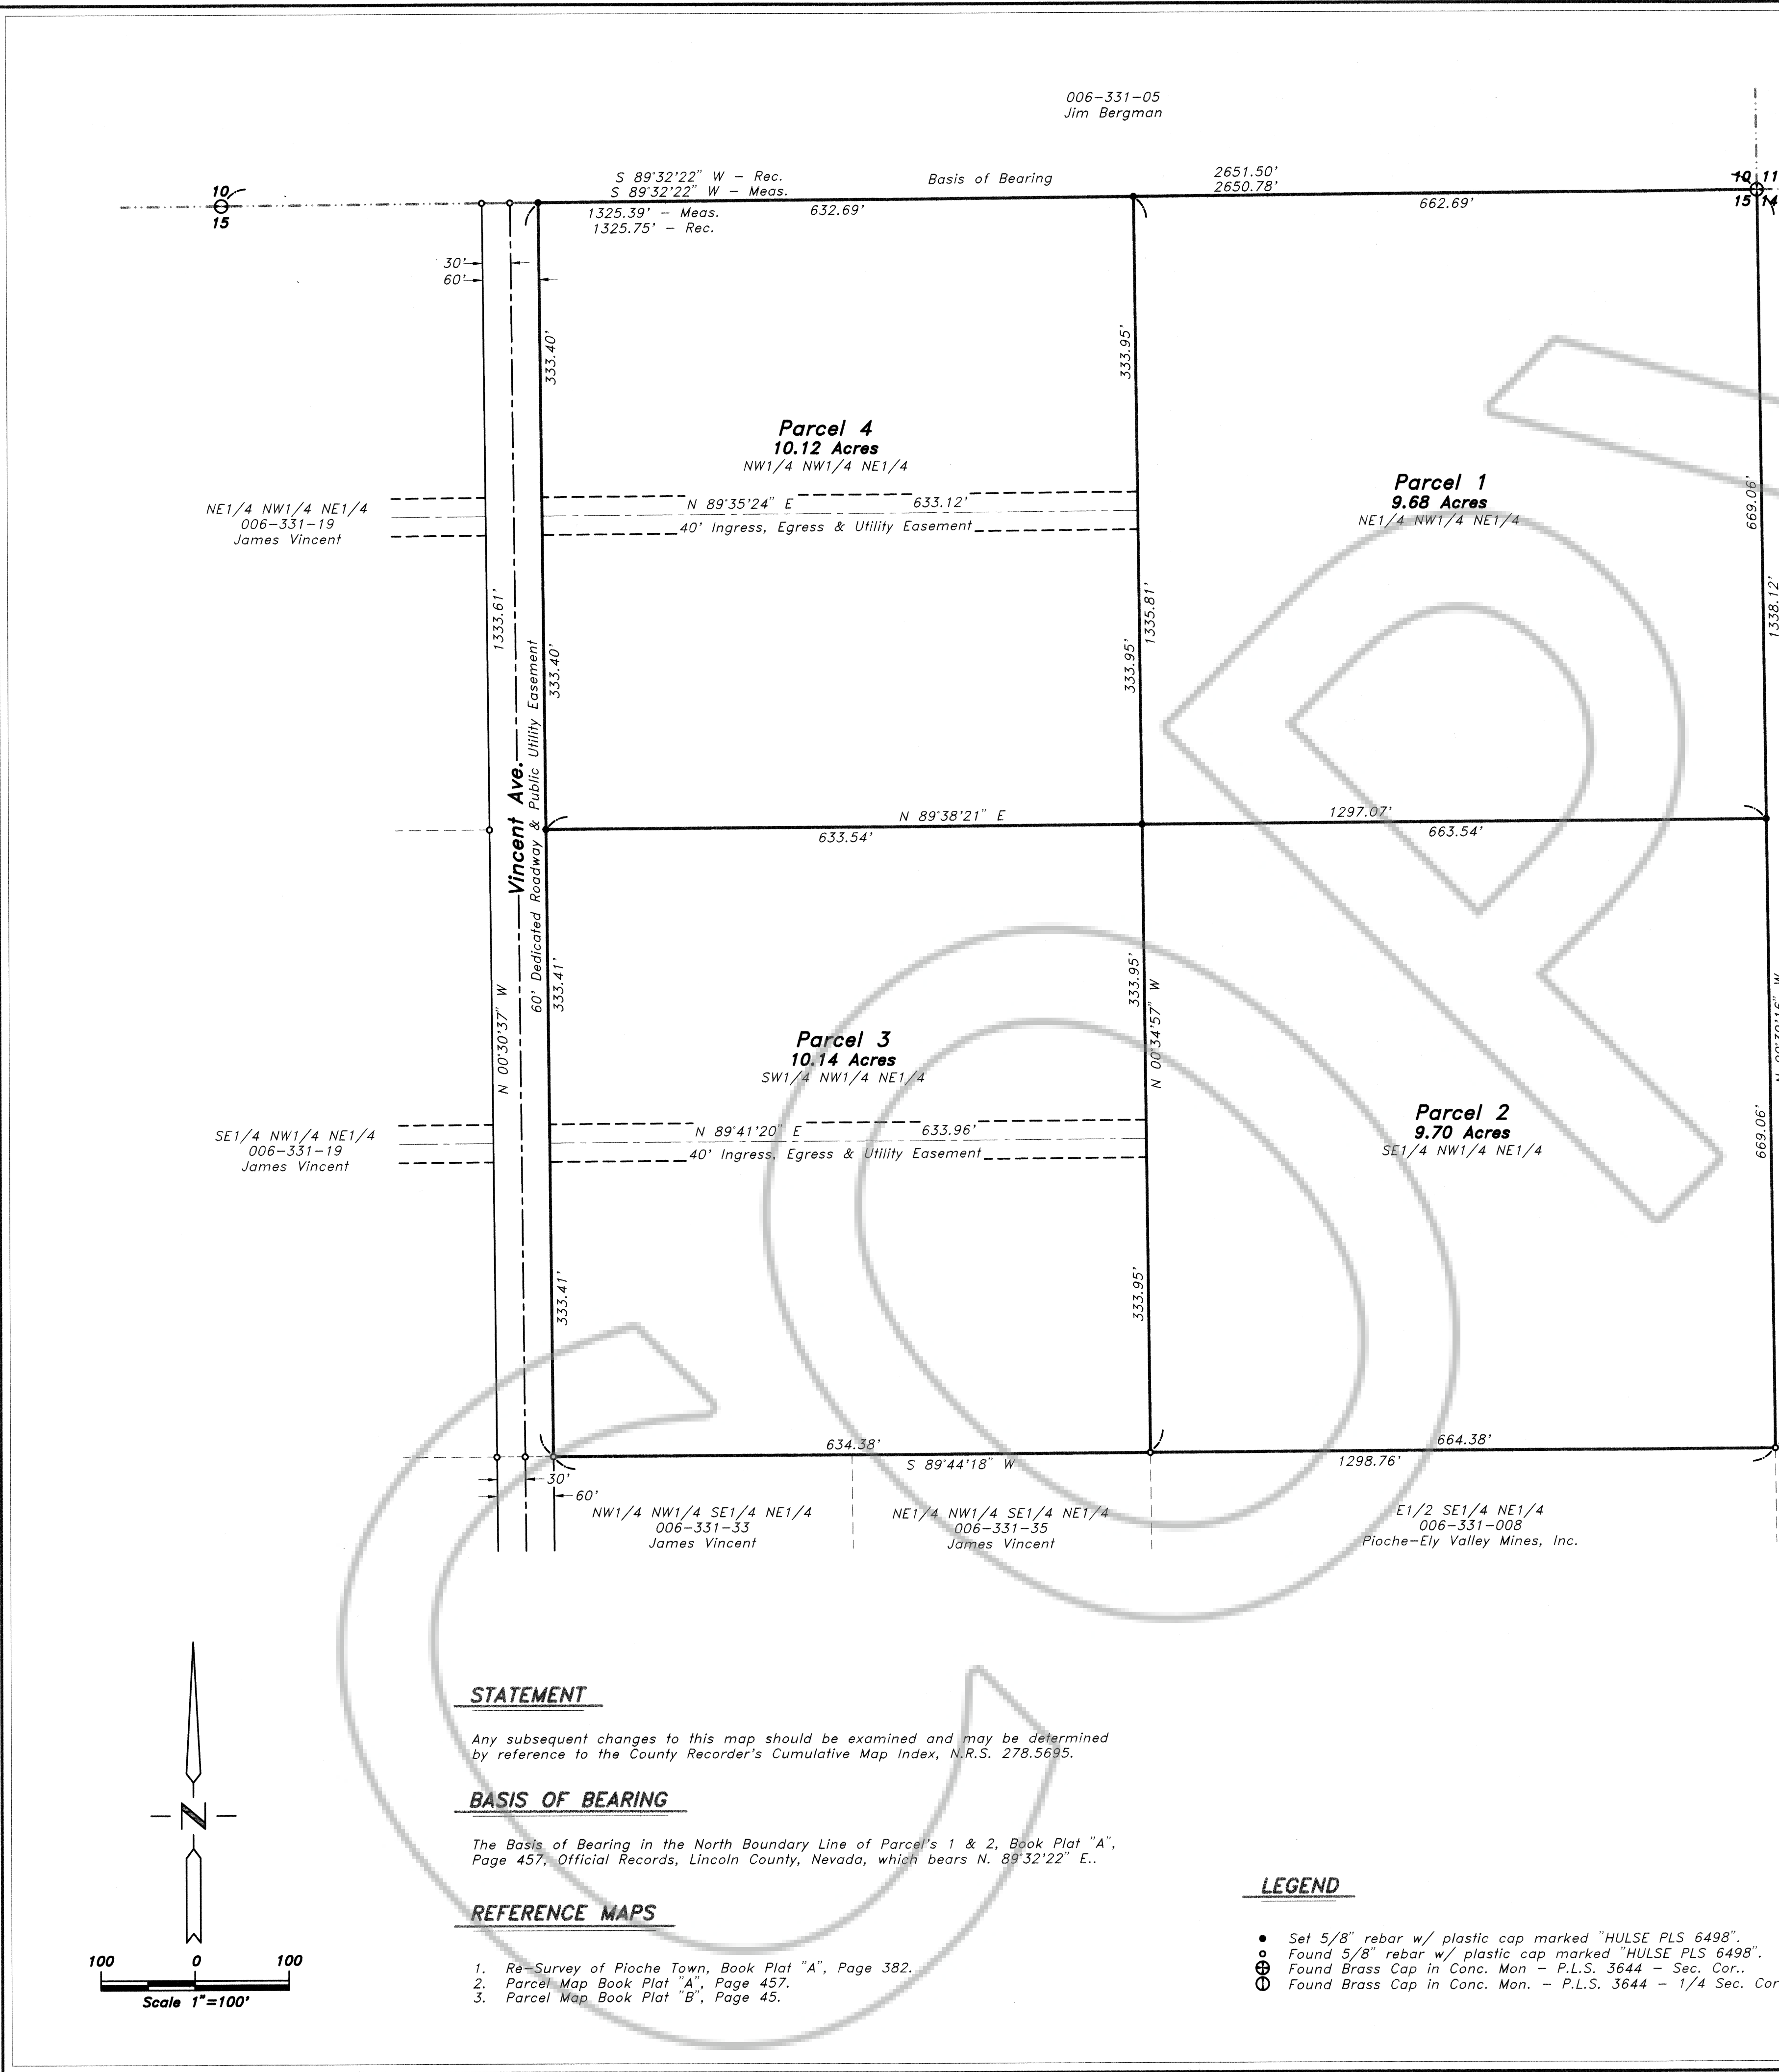 006-331-05
Jim Bergman
S 89°32'22" W - Rec.
S 89°32'22" W - Meas.
Basis of Bearing
2651.50'
2650.78'
10
15
10 11
15 14
1325.39' - Meas.
1325.75' - Rec.
632.69'
662.69'
30'
60'
333.40'
333.95'
669.06'
Parcel 4
10.12 Acres
NW1/4 NW1/4 NE1/4
Parcel 1
9.68 Acres
NE1/4 NW1/4 NE1/4
NE1/4 NW1/4 NE1/4
006-331-19
James Vincent
N 89°35'24" E 633.12'
40' Ingress, Egress & Utility Easement
1333.61'
333.40'
333.95'
1335.81'
1338.12'
Vincent Ave.
60' Dedicated Roadway & Public Utility Easement
N 89°38'21" E
1297.07'
633.54'
663.54'
333.41'
333.95'
N 00°30'37" W
N 00°34'57" W
Parcel 3
10.14 Acres
SW1/4 NW1/4 NE1/4
Parcel 2
9.70 Acres
SE1/4 NW1/4 NE1/4
669.06'
SE1/4 NW1/4 NE1/4
006-331-19
James Vincent
N 89°41'20" E 633.96'
40' Ingress, Egress & Utility Easement
333.41'
333.95'
634.38'
664.38'
S 89°44'18" W
1298.76'
30'
60'
NW1/4 NW1/4 SE1/4 NE1/4
006-331-33
James Vincent
NE1/4 NW1/4 SE1/4 NE1/4
006-331-35
James Vincent
E1/2 SE1/4 NE1/4
006-331-008
Pioche-Ely Valley Mines, Inc.
STATEMENT
Any subsequent changes to this map should be examined and may be determined
by reference to the County Recorder's Cumulative Map Index, N.R.S. 278.5695.
BASIS OF BEARING
The Basis of Bearing in the North Boundary Line of Parcel's 1 & 2, Book Plat "A",
Page 457, Official Records, Lincoln County, Nevada, which bears N. 89°32'22" E..
REFERENCE MAPS
1. Re-Survey of Pioche Town, Book Plat "A", Page 382.
2. Parcel Map Book Plat "A", Page 457.
3. Parcel Map Book Plat "B", Page 45.
LEGEND
Set 5/8" rebar w/ plastic cap marked "HULSE PLS 6498".
Found 5/8" rebar w/ plastic cap marked "HULSE PLS 6498".
Found Brass Cap in Conc. Mon - P.L.S. 3644 - Sec. Cor..
Found Brass Cap in Conc. Mon. - P.L.S. 3644 - 1/4 Sec. Cor
N
100 0 100
Scale 1"=100'
COP